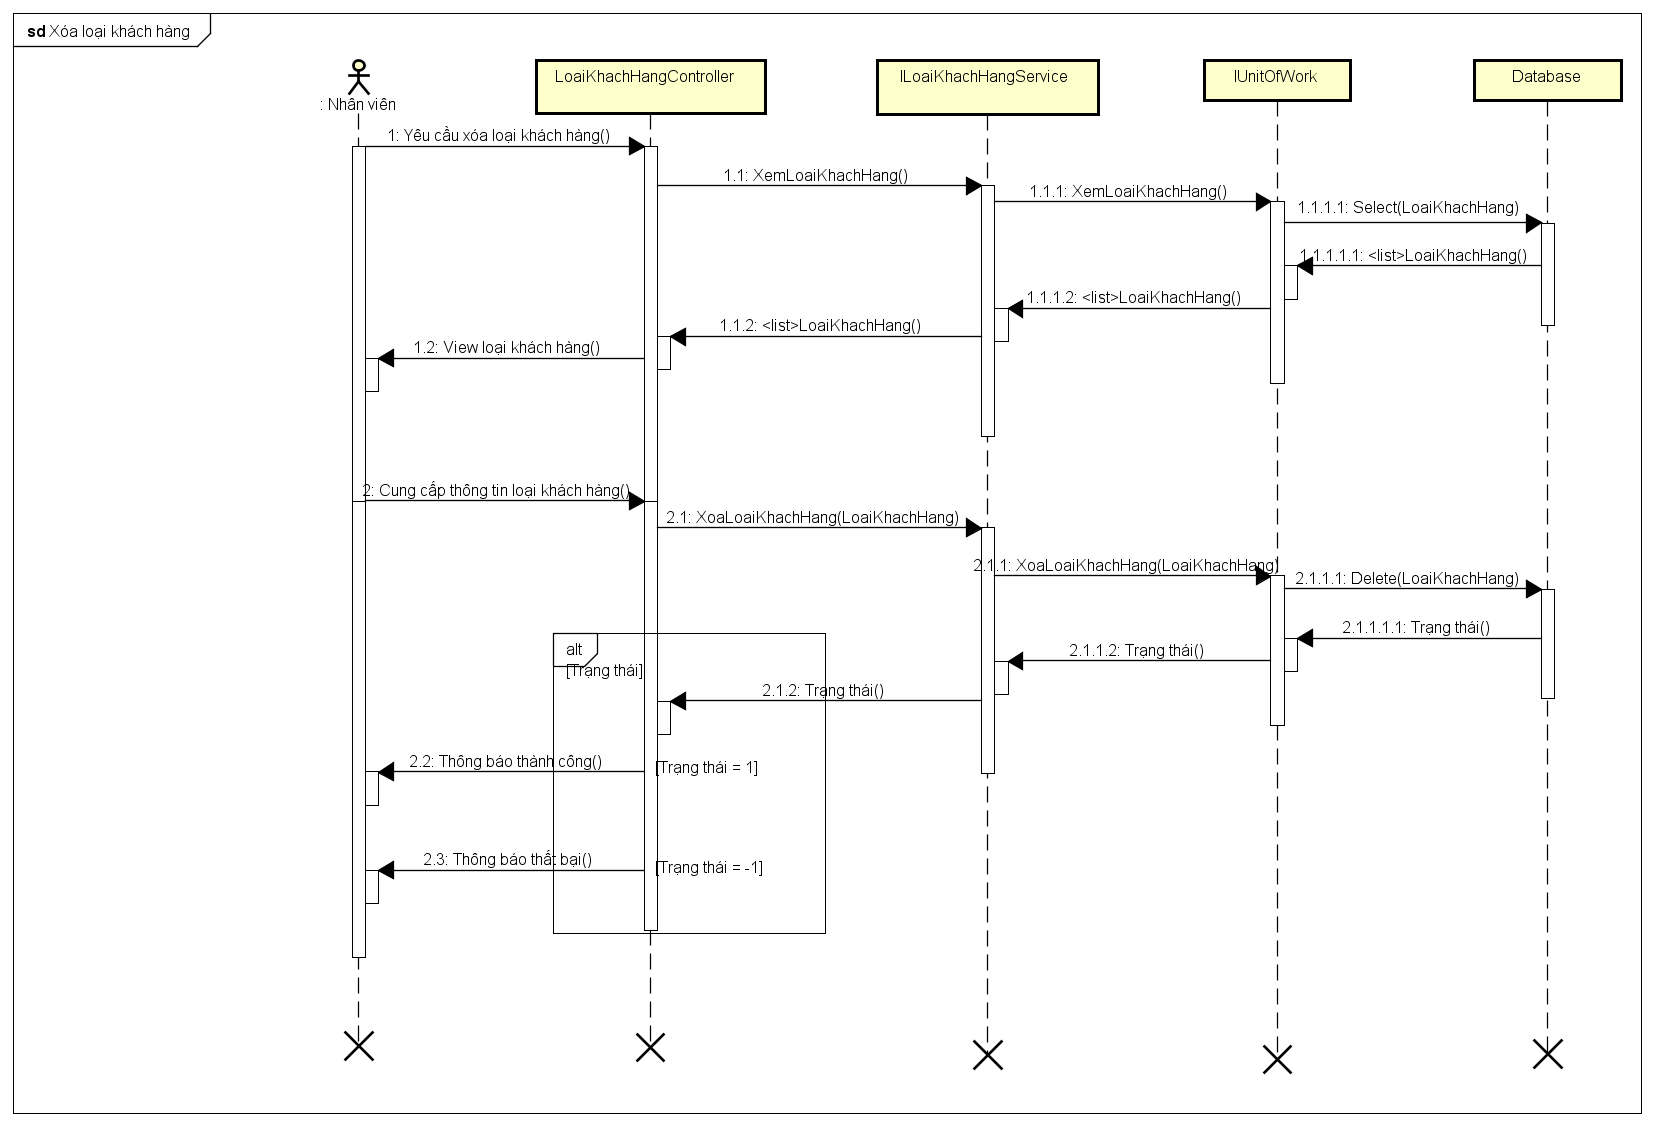 sd Xóa loại khách hàng
: Nhân viên
LoaiKhachHangController
ILoaiKhachHangService
IUnitOfWork
Database
1: Yêu cầu xóa loại khách hàng()
1.1: XemLoaiKhachHang()
1.1.1: XemLoaiKhachHang()
1.1.1.1: Select(LoaiKhachHang)
1.1.1.1.1: <list>LoaiKhachHang()
1.1.1.2: <list>LoaiKhachHang()
1.1.2: <list>LoaiKhachHang()
1.2: View loại khách hàng()
2: Cung cấp thông tin loại khách hàng()
2.1: XoaLoaiKhachHang(LoaiKhachHang)
2.1.1: XoaLoaiKhachHang(LoaiKhachHang)
2.1.1.1: Delete(LoaiKhachHang)
2.1.1.1.1: Trạng thái()
2.1.1.2: Trạng thái()
alt
[Trạng thái]
2.1.2: Trạng thái()
2.2: Thông báo thành công()
[Trạng thái = 1]
2.3: Thông báo thất bại()
[Trạng thái = -1]